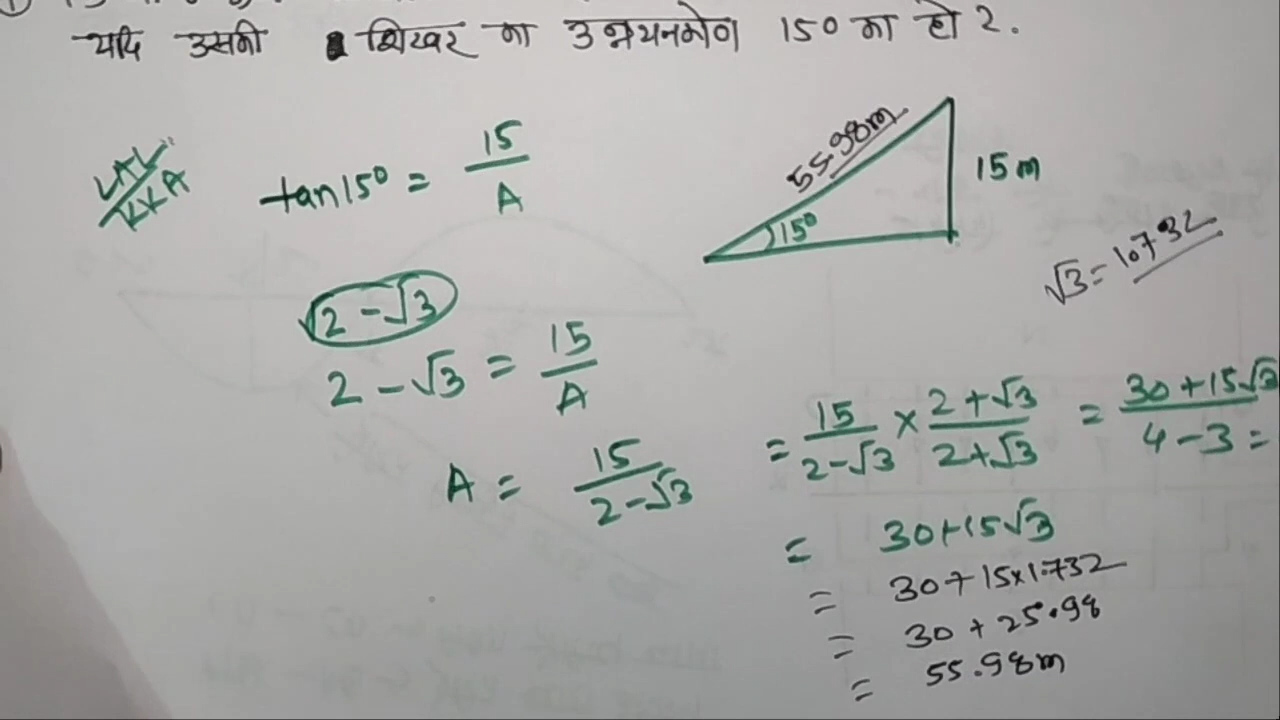 यदि उसकी शिखर का उन्नयनकोण 15० का हो ?.
LAL/KKA
tan15° = 15/A
15°
55.98m
15m
√3 = 1.732
√2-√3
2-√3 = 15/A
A = 15/2-√3
= 15/2-√3 × 2+√3/2+√3 = 30+15√3/4-3 =
= 30+15√3
= 30+15×1.732
= 30+25.98
= 55.98m